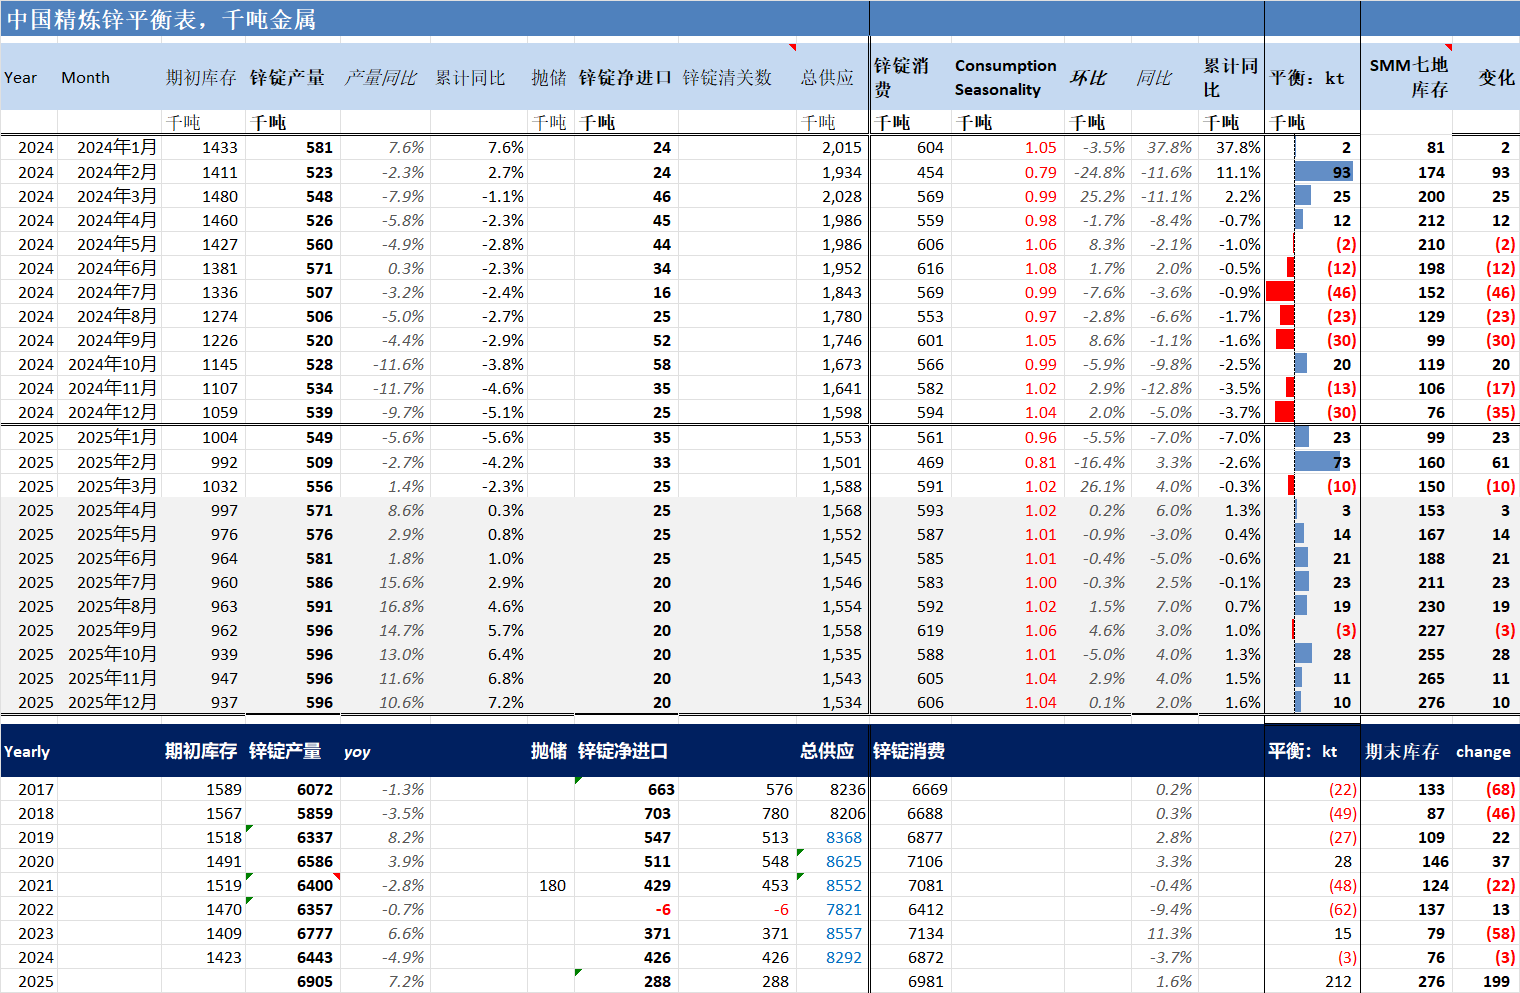 中国精炼锌平衡表，千吨金属
Year Month 期初库存 锌锭产量 产量同比 累计同比 抛储 锌锭净进口 锌锭清关数 总供应 锌锭消费 Consumption Seasonality 环比 同比 累计同比 平衡：kt SMM七地库存 变化
千吨 千吨 千吨 千吨 千吨 千吨 千吨 千吨 千吨 千吨
2024 2024年1月 1433 581 7.6% 7.6% 24 2,015 604 1.05 -3.5% 37.8% 37.8% 2 81 2
2024 2024年2月 1411 523 -2.3% 2.7% 24 1,934 454 0.79 -24.8% -11.6% 11.1% 93 174 93
2024 2024年3月 1480 548 -7.9% -1.1% 46 2,028 569 0.99 25.2% -11.1% 2.2% 25 200 25
2024 2024年4月 1460 526 -5.8% -2.3% 45 1,986 559 0.98 -1.7% -8.4% -0.7% 12 212 12
2024 2024年5月 1427 560 -4.9% -2.8% 44 1,986 606 1.06 8.3% -2.1% -1.0% (2) 210 (2)
2024 2024年6月 1381 571 0.3% -2.3% 34 1,952 616 1.08 1.7% 2.0% -0.5% (12) 198 (12)
2024 2024年7月 1336 507 -3.2% -2.4% 16 1,843 569 0.99 -7.6% -3.6% -0.9% (46) 152 (46)
2024 2024年8月 1274 506 -5.0% -2.7% 25 1,780 553 0.97 -2.8% -6.6% -1.7% (23) 129 (23)
2024 2024年9月 1226 520 -4.4% -2.9% 52 1,746 601 1.05 8.6% -1.1% -1.6% (30) 99 (30)
2024 2024年10月 1145 528 -11.6% -3.8% 58 1,673 566 0.99 -5.9% -9.8% -2.5% 20 119 20
2024 2024年11月 1107 534 -11.7% -4.6% 35 1,641 582 1.02 2.9% -12.8% -3.5% (13) 106 (17)
2024 2024年12月 1059 539 -9.7% -5.1% 25 1,598 594 1.04 2.0% -5.0% -3.7% (30) 76 (35)
2025 2025年1月 1004 549 -5.6% -5.6% 35 1,553 561 0.96 -5.5% -7.0% -7.0% 23 99 23
2025 2025年2月 992 509 -2.7% -4.2% 33 1,501 469 0.81 -16.4% 3.3% -2.6% 73 160 61
2025 2025年3月 1032 556 1.4% -2.3% 25 1,588 591 1.02 26.1% 4.0% -0.3% (10) 150 (10)
2025 2025年4月 997 571 8.6% 0.3% 25 1,568 593 1.02 0.2% 6.0% 1.3% 3 153 3
2025 2025年5月 976 576 2.9% 0.8% 25 1,552 587 1.01 -0.9% -3.0% 0.4% 14 167 14
2025 2025年6月 964 581 1.8% 1.0% 25 1,545 585 1.01 -0.4% -5.0% -0.6% 21 188 21
2025 2025年7月 960 586 15.6% 2.9% 20 1,546 583 1.00 -0.3% 2.5% -0.1% 23 211 23
2025 2025年8月 963 591 16.8% 4.6% 20 1,554 592 1.02 1.5% 7.0% 0.7% 19 230 19
2025 2025年9月 962 596 14.7% 5.7% 20 1,558 619 1.06 4.6% 3.0% 1.0% (3) 227 (3)
2025 2025年10月 939 596 13.0% 6.4% 20 1,535 588 1.01 -5.0% 4.0% 1.3% 28 255 28
2025 2025年11月 947 596 11.6% 6.8% 20 1,543 605 1.04 2.9% 4.0% 1.5% 11 265 11
2025 2025年12月 937 596 10.6% 7.2% 20 1,534 606 1.04 0.1% 2.0% 1.6% 10 276 10
Yearly 期初库存 锌锭产量 yoy 抛储 锌锭净进口 总供应 锌锭消费 平衡：kt 期末库存 change
2017 1589 6072 -1.3% 663 576 8236 6669 0.2% (22) 133 (68)
2018 1567 5859 -3.5% 703 780 8206 6688 0.3% (49) 87 (46)
2019 1518 6337 8.2% 547 513 8368 6877 2.8% (27) 109 22
2020 1491 6586 3.9% 511 548 8625 7106 3.3% 28 146 37
2021 1519 6400 -2.8% 180 429 453 8552 7081 -0.4% (48) 124 (22)
2022 1470 6357 -0.7% -6 -6 7821 6412 -9.4% (62) 137 13
2023 1409 6777 6.6% 371 371 8557 7134 11.3% 15 79 (58)
2024 1423 6443 -4.9% 426 426 8292 6872 -3.7% (3) 76 (3)
2025 6905 7.2% 288 288 6981 1.6% 212 276 199